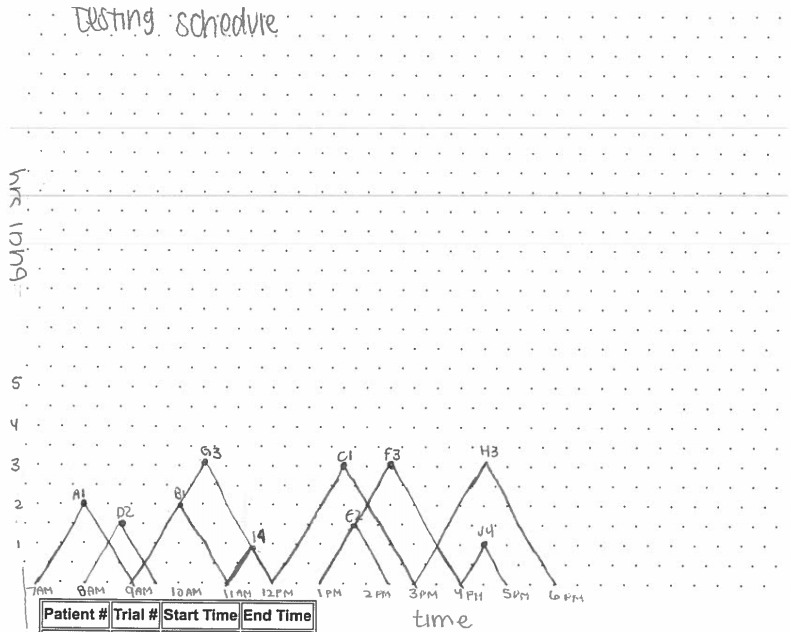 Testing schedule
hrs long
5
4
3
2
1
A1
D2
B1
G3
I4
C1
E2
F3
H3
J4
7AM 8AM 9AM 10AM 11AM 12PM 1PM 2PM 3PM 4PM 5PM 6PM
Patient # Trial # Start Time End Time
time